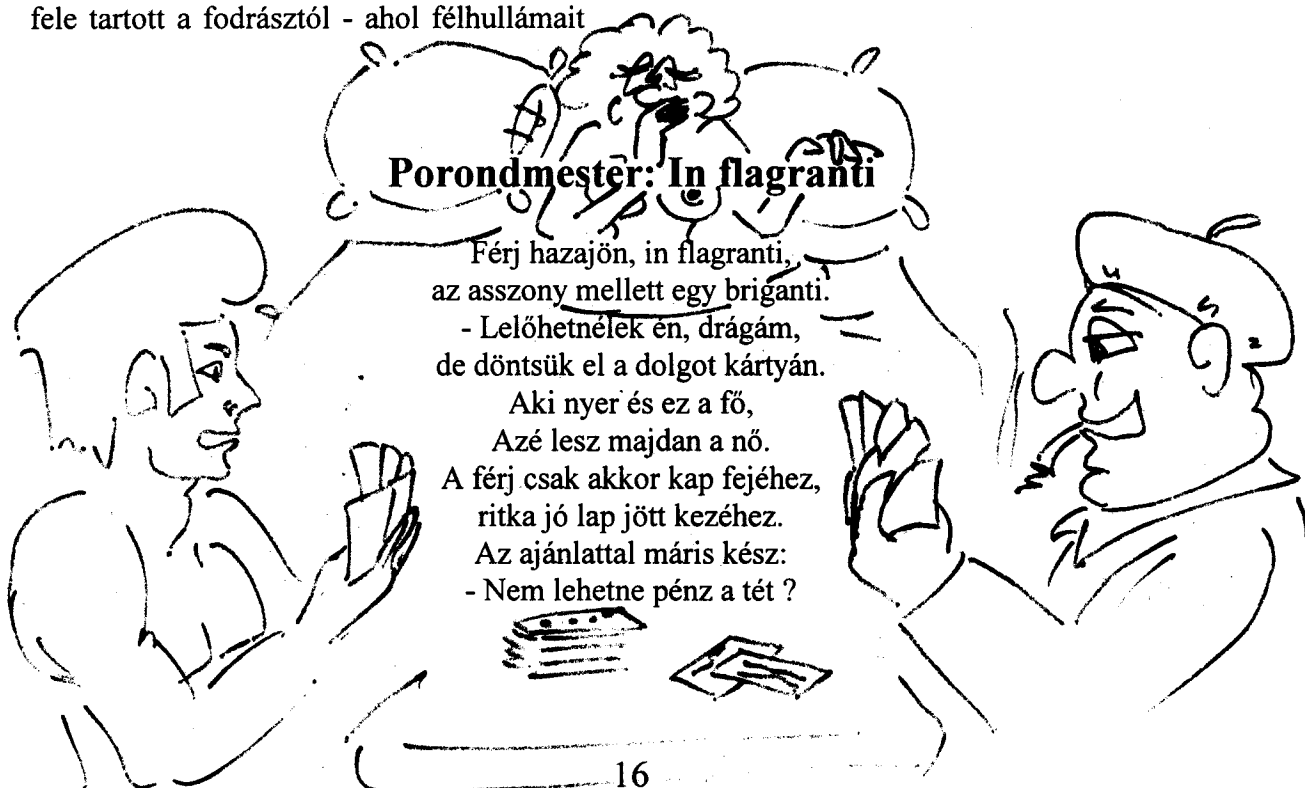 fele tartott a fodrásztól - ahol félhullámait
Porondmester: In flagranti
Férj hazajön, in flagranti,
az asszony mellett egy briganti.
- Lelőhetnélek én, drágám,
de döntsük el a dolgot kártyán.
Aki nyer és ez a fő,
Azé lesz majdan a nő.
A férj csak akkor kap fejéhez,
ritka jó lap jött kezéhez.
Az ajánlattal máris kész:
- Nem lehetne pénz a tét ?
16